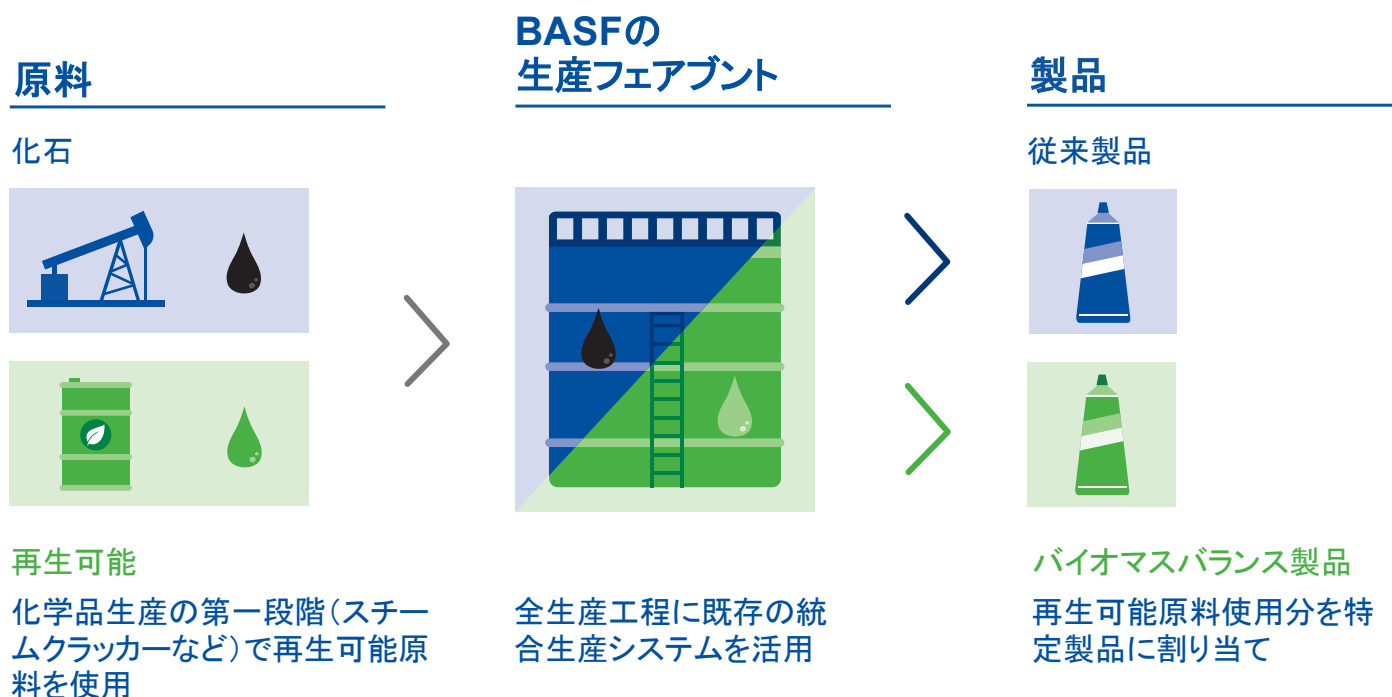 原料
化石
再生可能
化学品生産の第一段階（スチー
ムクラッカーなど）で再生可能原
料を使用
BASFの
生産フェアブント
全生産工程に既存の統
合生産システムを活用
製品
従来製品
バイオマスバランス製品
再生可能原料使用分を特
定製品に割り当て